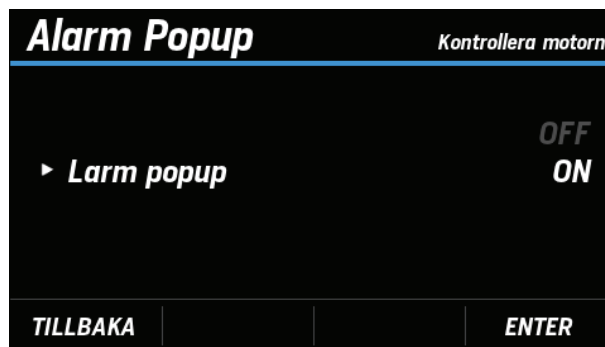 Alarm Popup
Kontrollera motorn
OFF
Larm popup ON
TILLBAKA ENTER